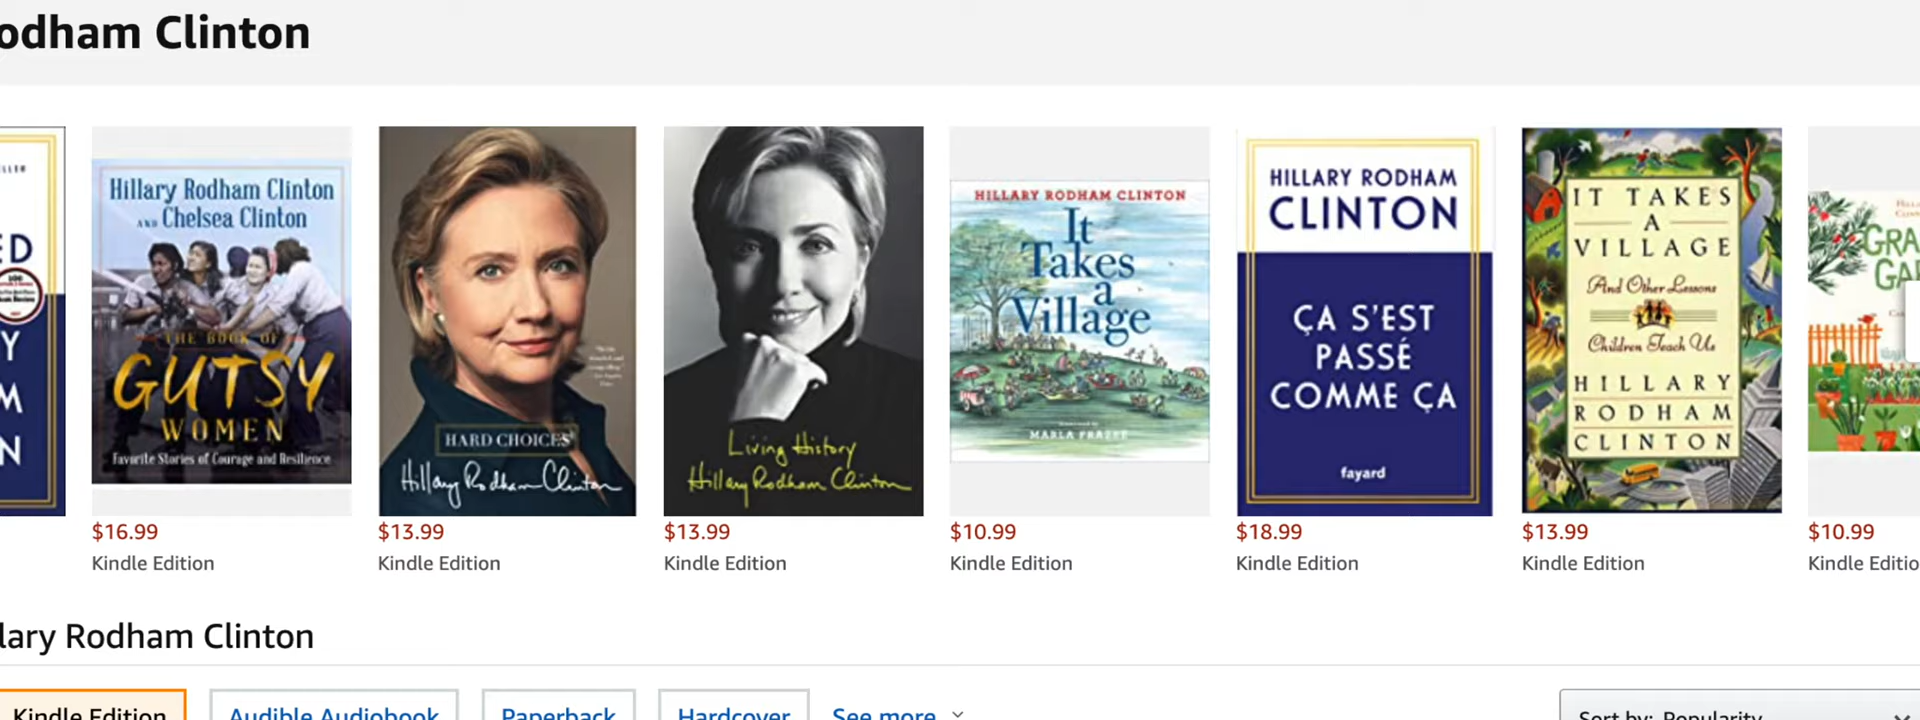 odham Clinton
ED
Y
M
N
Hillary Rodham Clinton
AND Chelsea Clinton
THE BOOK OF
GUTSY
WOMEN
Favorite Stories of Courage and Resilience
$16.99
Kindle Edition
HARD CHOICES
Hillary Rodham Clinton
$13.99
Kindle Edition
Living History
Hillary Rodham Clinton
$13.99
Kindle Edition
HILLARY RODHAM CLINTON
It
Takes
a
Village
MARLA FRAZEE
$10.99
Kindle Edition
HILLARY RODHAM
CLINTON
ÇA S'EST
PASSÉ
COMME ÇA
fayard
$18.99
Kindle Edition
IT TAKES
A
VILLAGE
And Other Lessons
Children Teach Us
HILLARY
RODHAM
CLINTON
$13.99
Kindle Edition
GRA
GA
$10.99
Kindle Editio
lary Rodham Clinton
Kindle Edition
Audible Audiobook
Paperback
Hardcover
See more
Sort by: Popularity